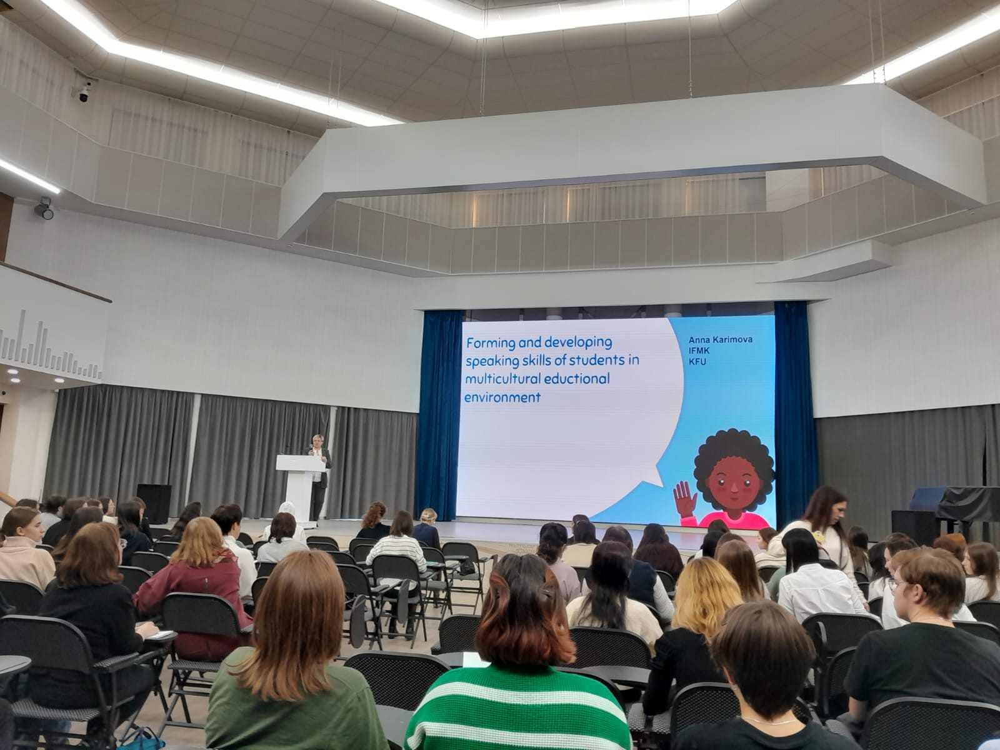 Forming and developing
speaking skills of students in
multicultural eductional
environment
Anna Karimova
IFMK
KFU